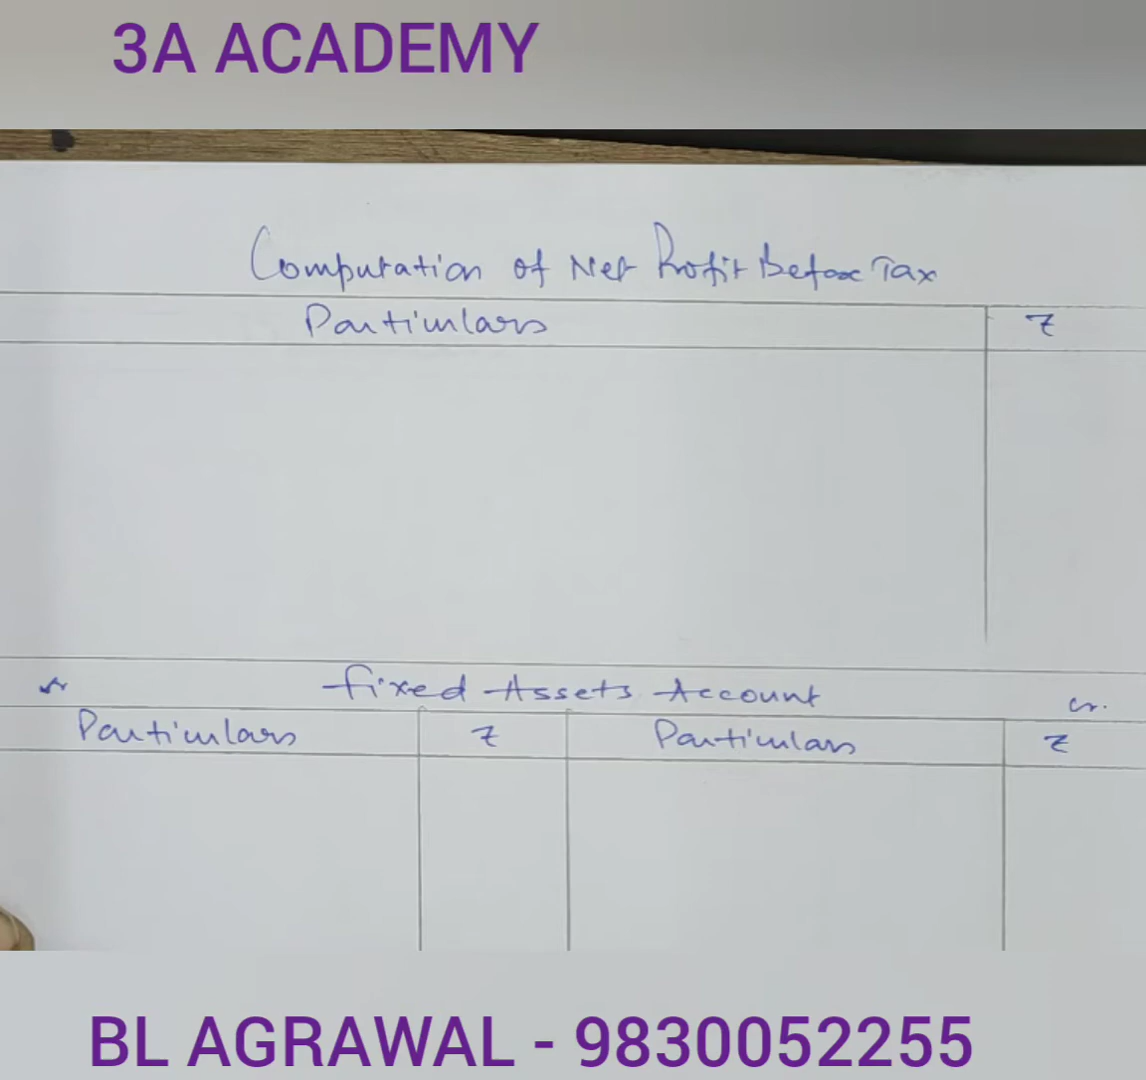 3A ACADEMY
Computation of Net Profit Before Tax
Particulars ₹
Fixed Assets Account
Dr. Cr.
Particulars ₹ Particulars ₹
BL AGRAWAL - 9830052255